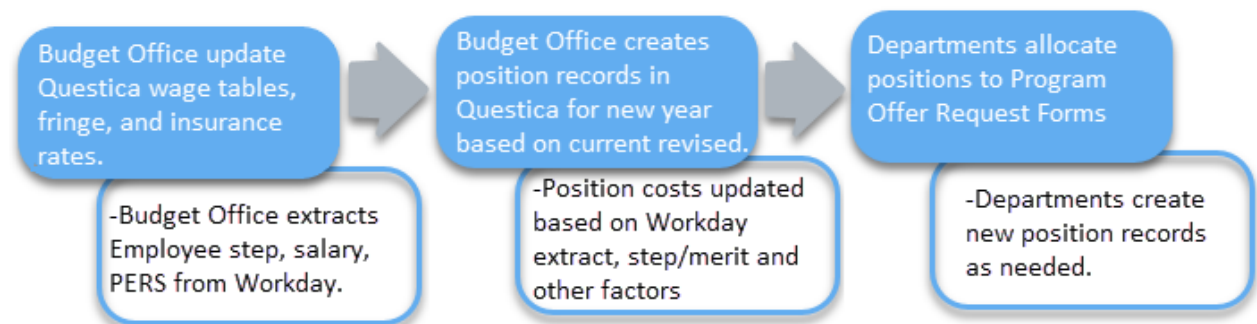 Budget Office update
Questica wage tables,
fringe, and insurance
rates.
-Budget Office extracts
Employee step, salary,
PERS from Workday.
Budget Office creates
position records in
Questica for new year
based on current revised.
-Position costs updated
based on Workday
extract, step/merit and
other factors
Departments allocate
positions to Program
Offer Request Forms
-Departments create
new position records
as needed.